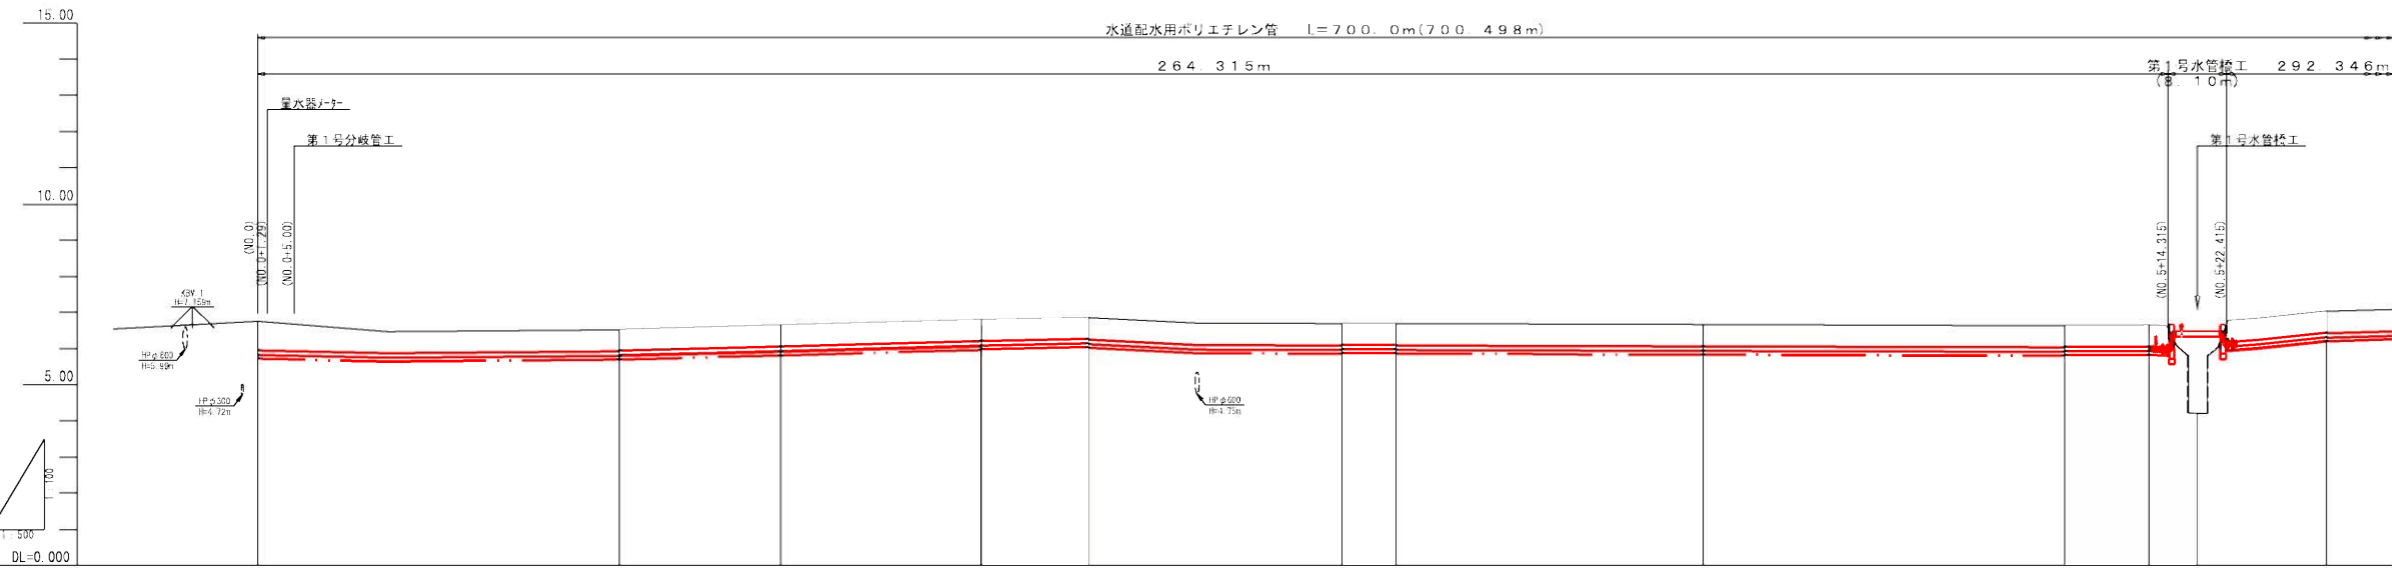 15.00
水道配水用ポリエチレン管 L=700.0m(700.498m)
264.315m
第1号水管橋工 292.346m
(8.10m)
量水器メーター
第1号分岐管工
第1号水管橋工
10.00
(NO.0)
(NO.0+1.29)
(NO.0+5.00)
(NO.5+14.315)
(NO.5+22.415)
KBM.1
H=7.159m
HPφ600
H=5.99m
5.00
HPφ300
H=4.72m
HPφ600
H=4.75m
1:100
1:500
DL=0.000